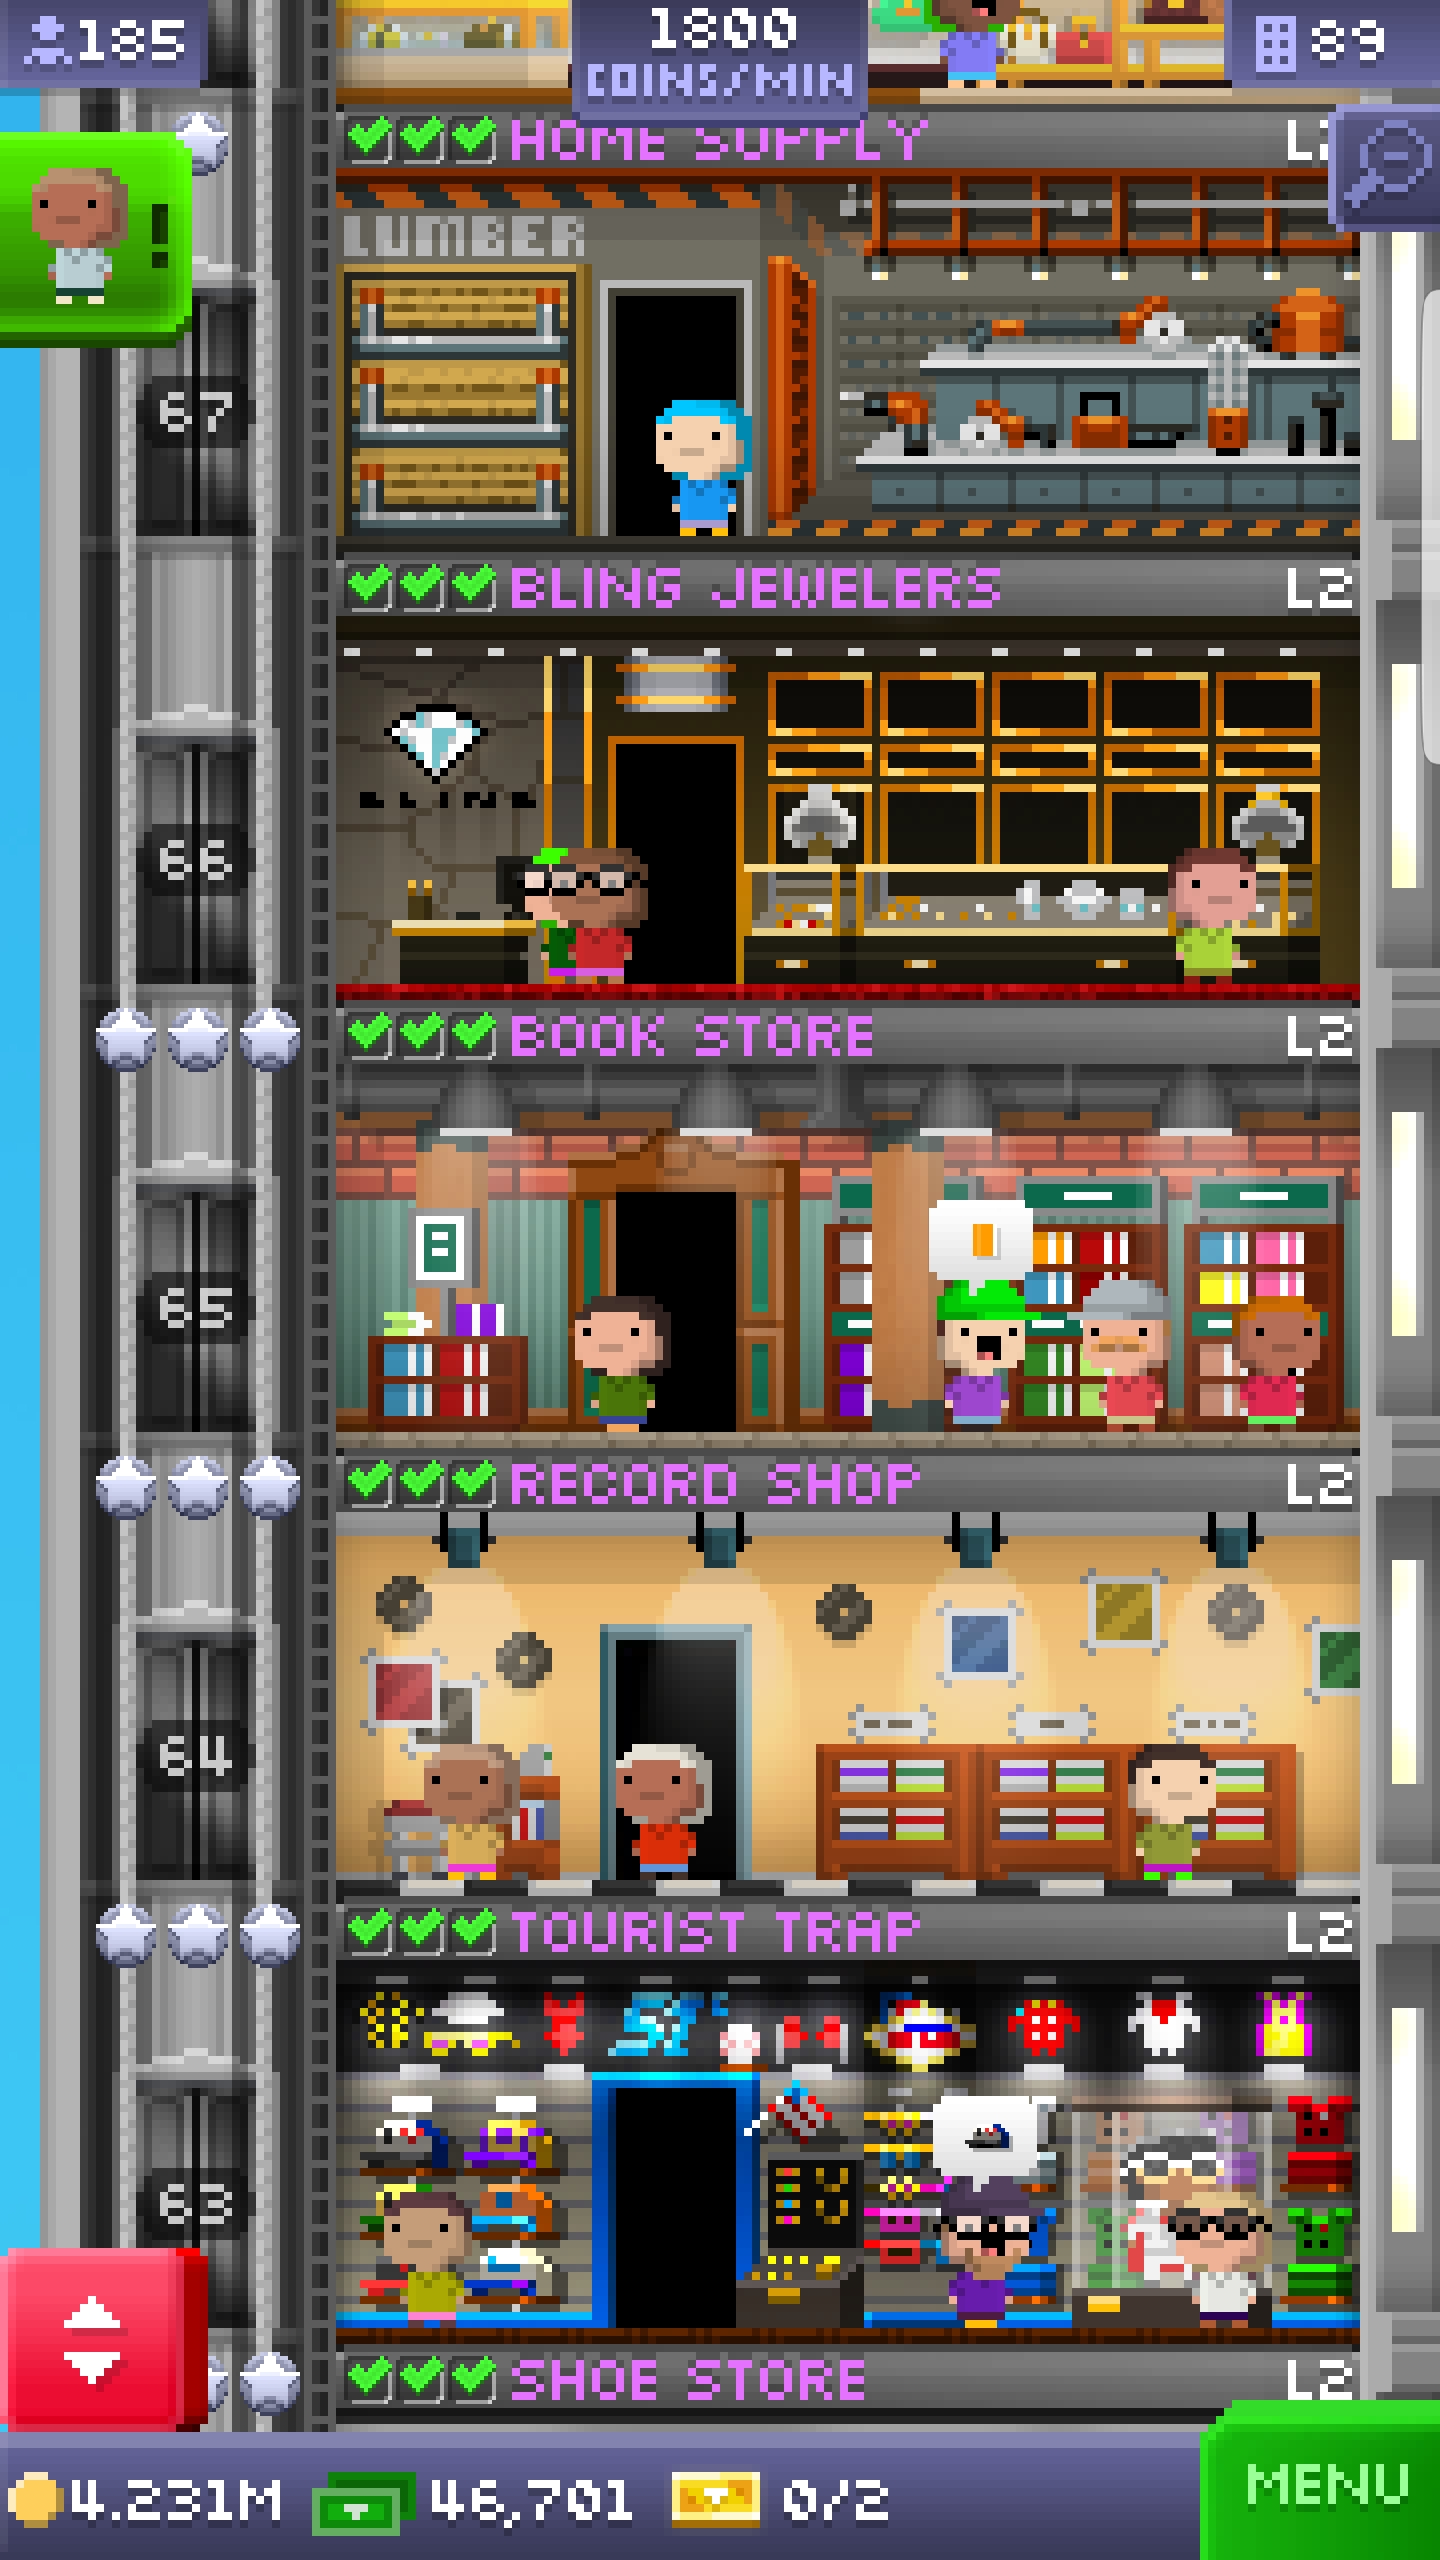 185
1800
COINS/MIN
89
HOME SUPPLY
LUMBER
67
BLING JEWELERS L2
BLING
66
BOOK STORE L2
65
RECORD SHOP L2
64
TOURIST TRAP L2
63
SHOE STORE L2
4.231M 46,701 0/2
MENU